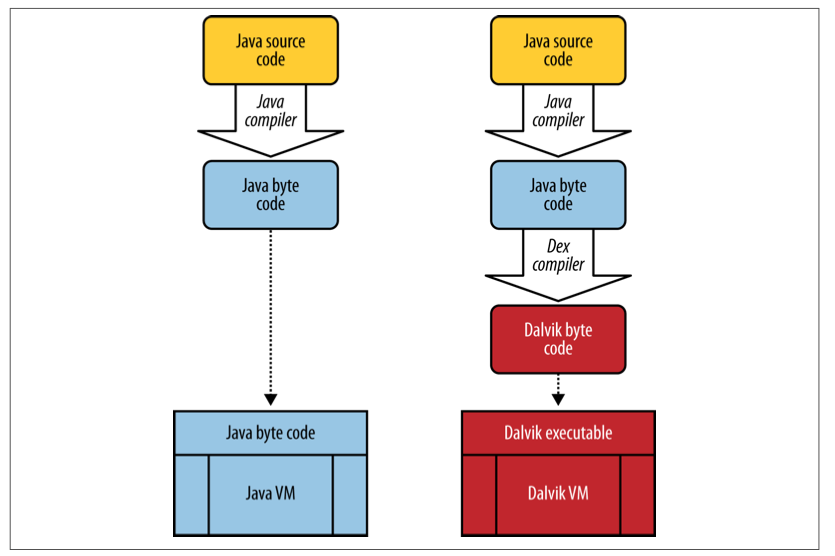 Java source
code
Java
compiler
Java byte
code
Java byte code
Java VM
Java source
code
Java
compiler
Java byte
code
Dex
compiler
Dalvik byte
code
Dalvik executable
Dalvik VM